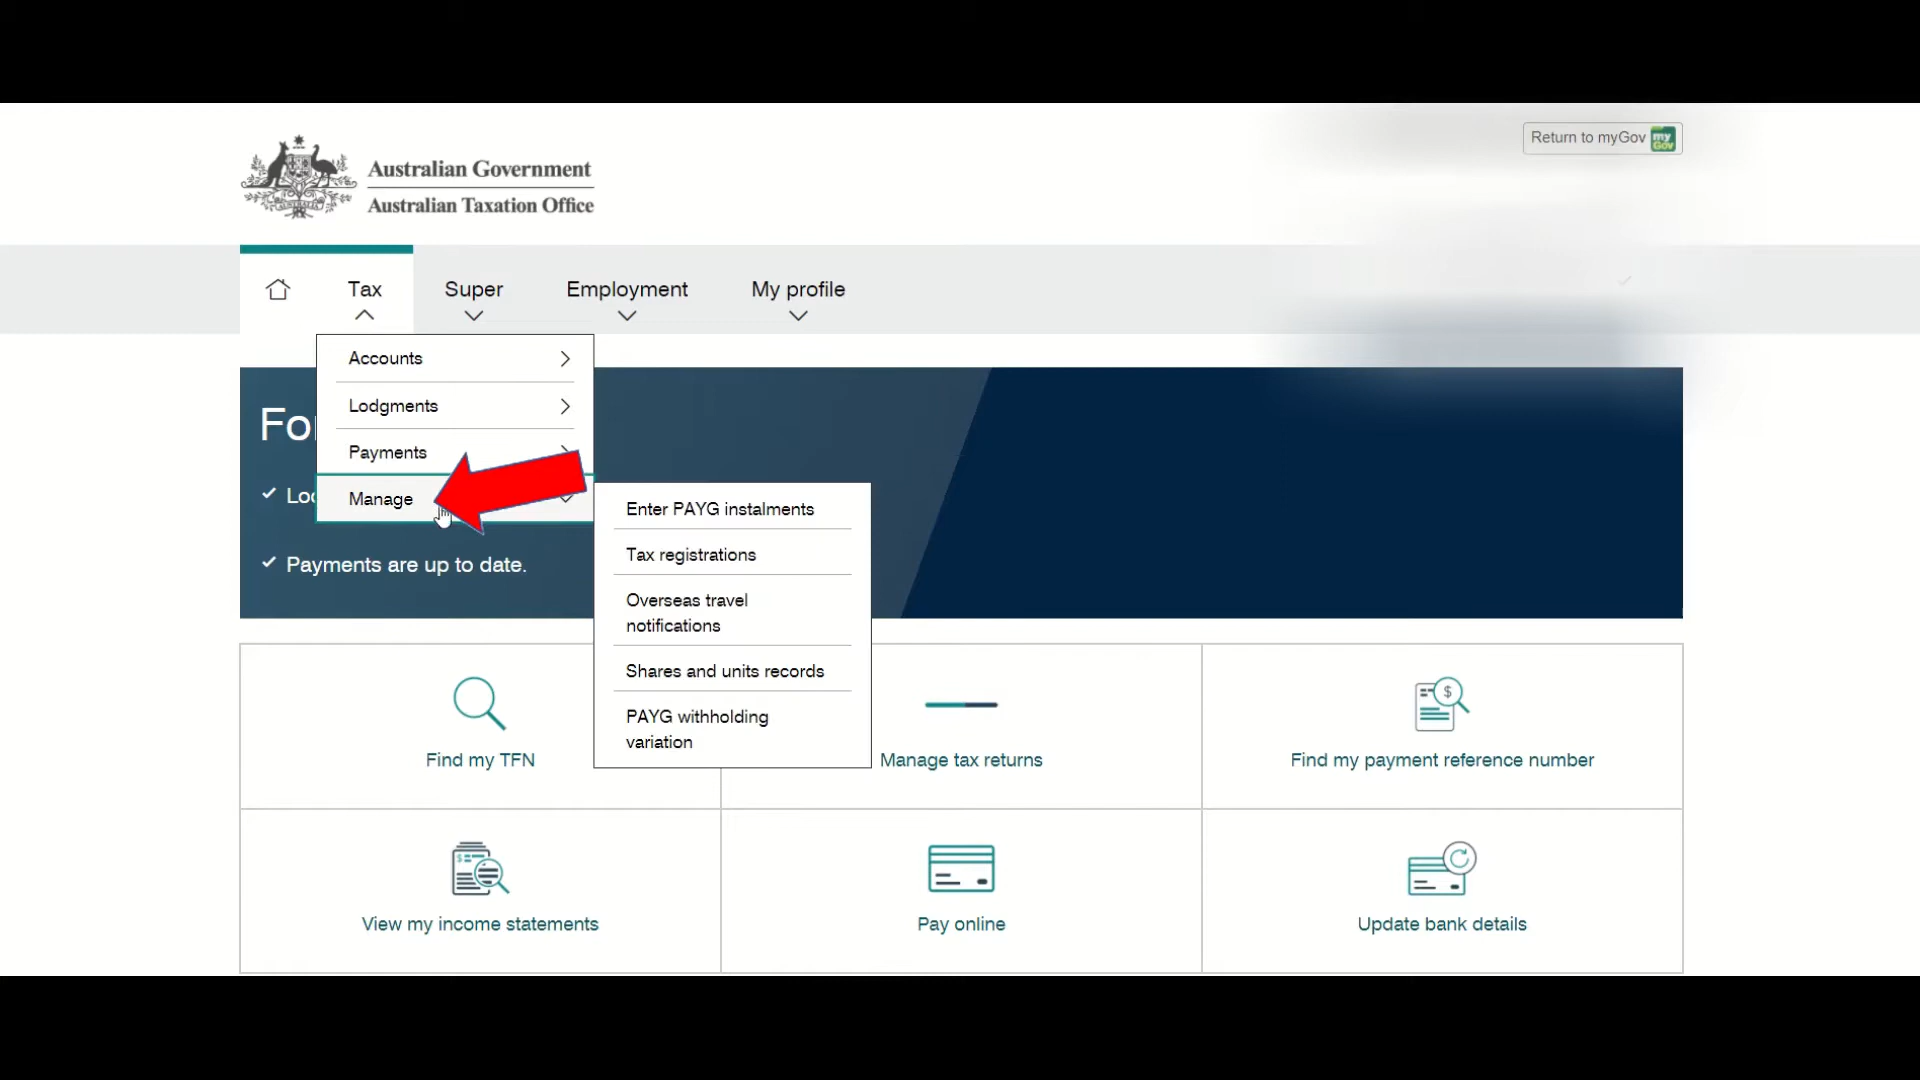 Return to myGov
my
Gov
Australian Government
Australian Taxation Office
Tax
Super
Employment
My profile
Accounts
Lodgments
Payments
Manage
Enter PAYG instalments
Tax registrations
Overseas travel
notifications
Shares and units records
PAYG withholding
variation
Payments are up to date.
Find my TFN
Manage tax returns
Find my payment reference number
View my income statements
Pay online
Update bank details